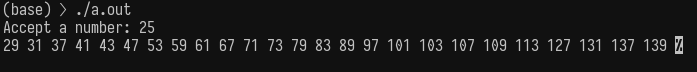 (base) > ./a.out
Accept a number: 25
29 31 37 41 43 47 53 59 61 67 71 73 79 83 89 97 101 103 107 109 113 127 131 137 139 %